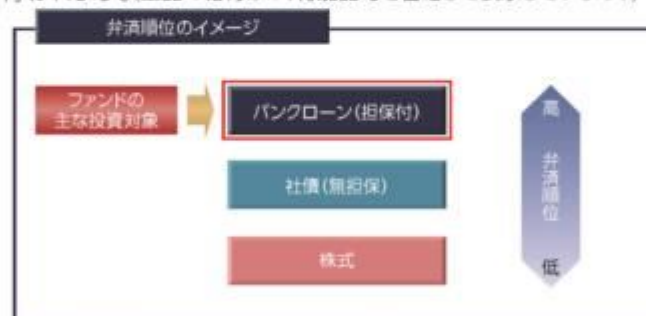 弁済順位のイメージ
ファンドの
主な投資対象
バンクローン(担保付)
高
弁済順位
社債(無担保)
株式
低